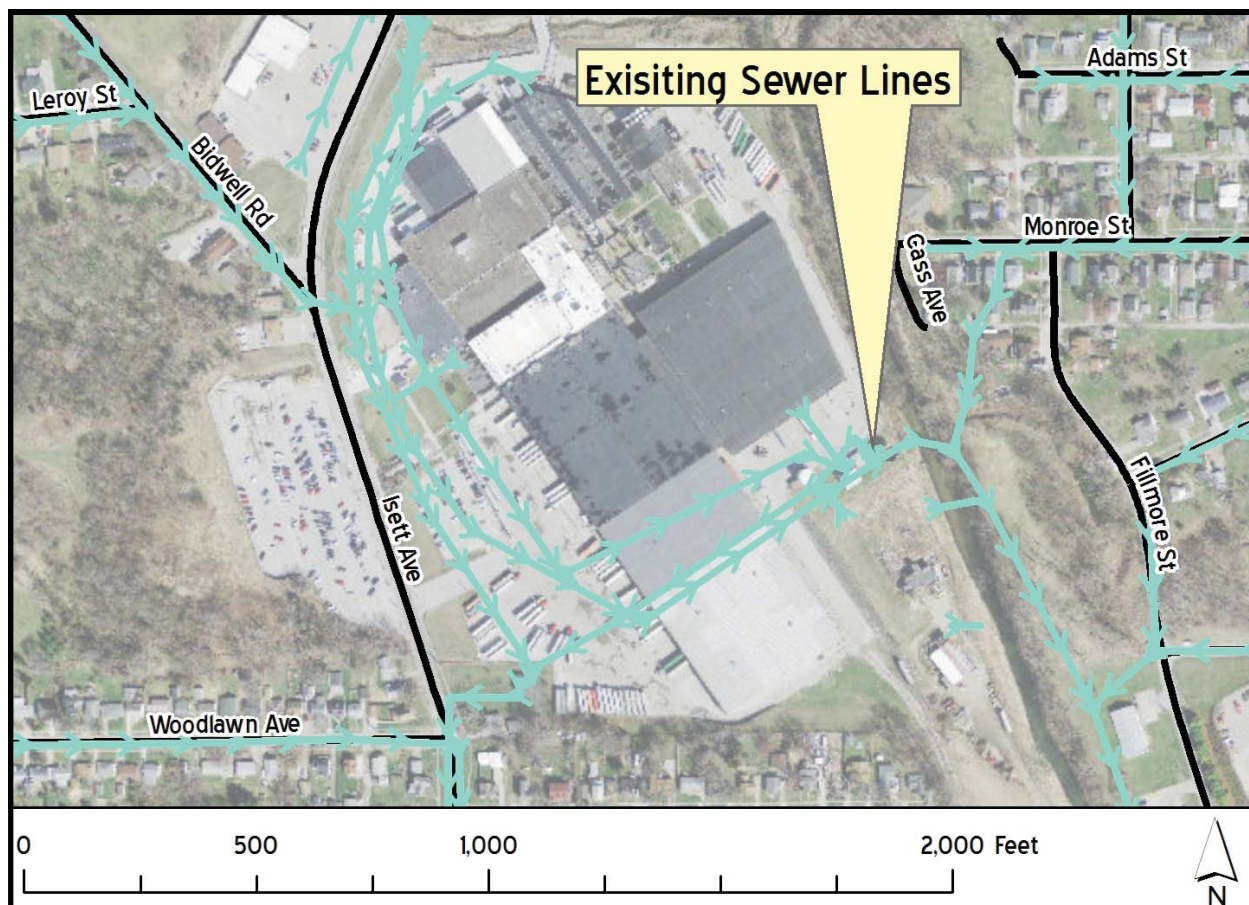 Exisiting Sewer Lines
Adams St
Leroy St
Bidwell Rd
Monroe St
Gass Ave
Isett Ave
Fillmore St
Woodlawn Ave
0 500 1,000 2,000 Feet
N